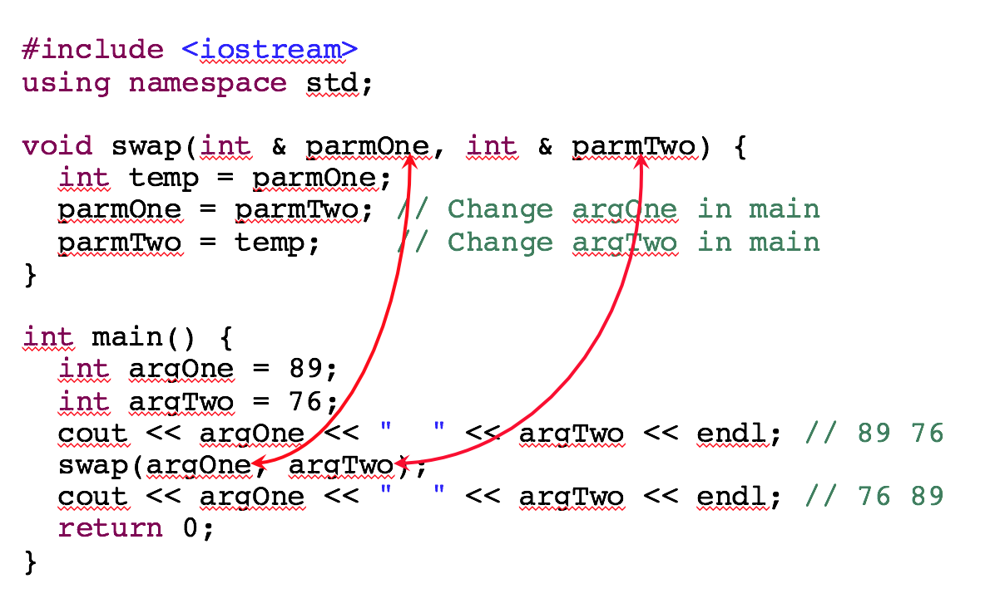 #include <iostream>
using namespace std;

void swap(int & parmOne, int & parmTwo) {
  int temp = parmOne;
  parmOne = parmTwo; // Change argOne in main
  parmTwo = temp;    // Change argTwo in main
}

int main() {
  int argOne = 89;
  int argTwo = 76;
  cout << argOne << "  " << argTwo << endl; // 89 76
  swap(argOne, argTwo);
  cout << argOne << "  " << argTwo << endl; // 76 89
  return 0;
}